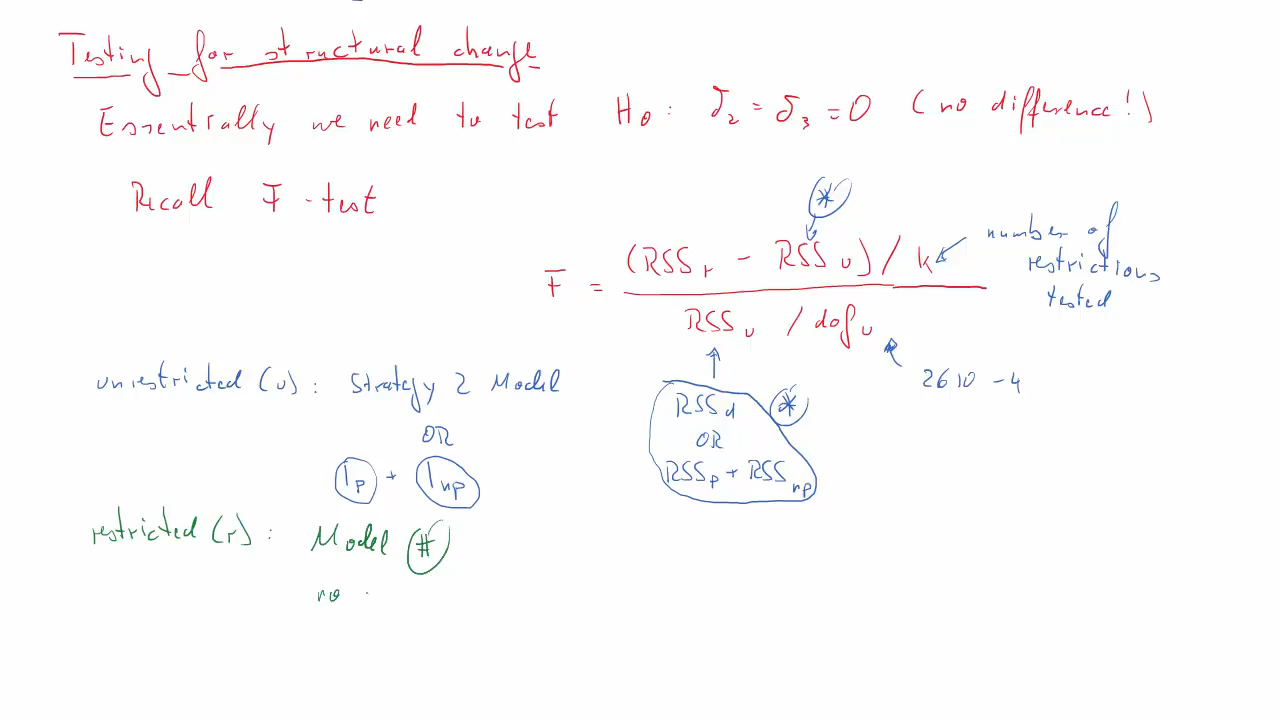 Testing for structural change
Essentially we need to test H0: δ2 = δ3 = 0 (no difference!)
Recall F-test
*
F = (RSSr - RSSu) / k
RSSu / dofu
number of
restrictions
tested
unrestricted (u): Strategy 2 Model
OR
1p + 1np
2610 - 4
RSSd *
OR
RSSp + RSSnp
restricted (r): Model #
no